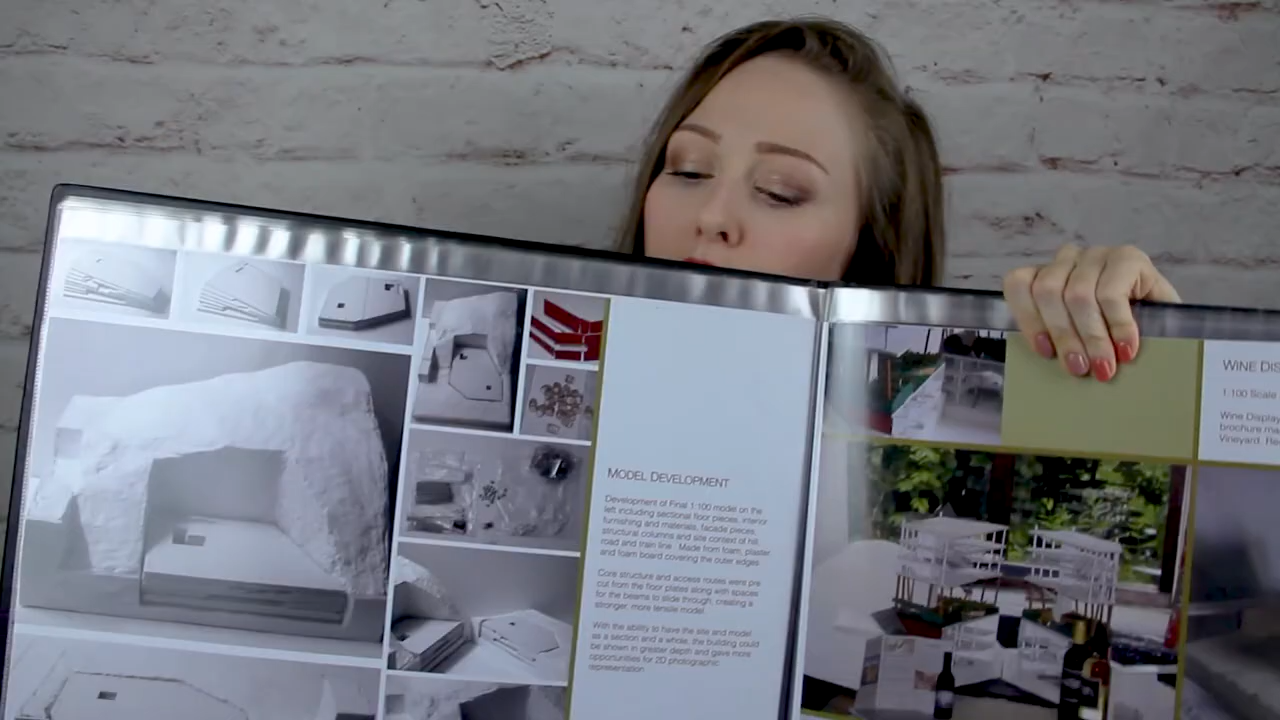 MODEL DEVELOPMENT
Development of Final 1:100 model on the
left including sectional floor pieces, interior
furnishing and materials, facade pieces,
structural columns and site context of hill,
road and train line. Made from foam, plaster
and foam board covering the outer edges
Core structure and access routes were pre
cut from the floor plates along with spaces
for the beams to slide through, creating a
stronger, more tensile model.
With the ability to have the site and model
as a section and a whole, the building could
be shown in greater depth and gave more
opportunities for 2D photographic
representation.
WINE DIS
1:100 Scale
Wine Display
brochure ma
Vineyard. Re